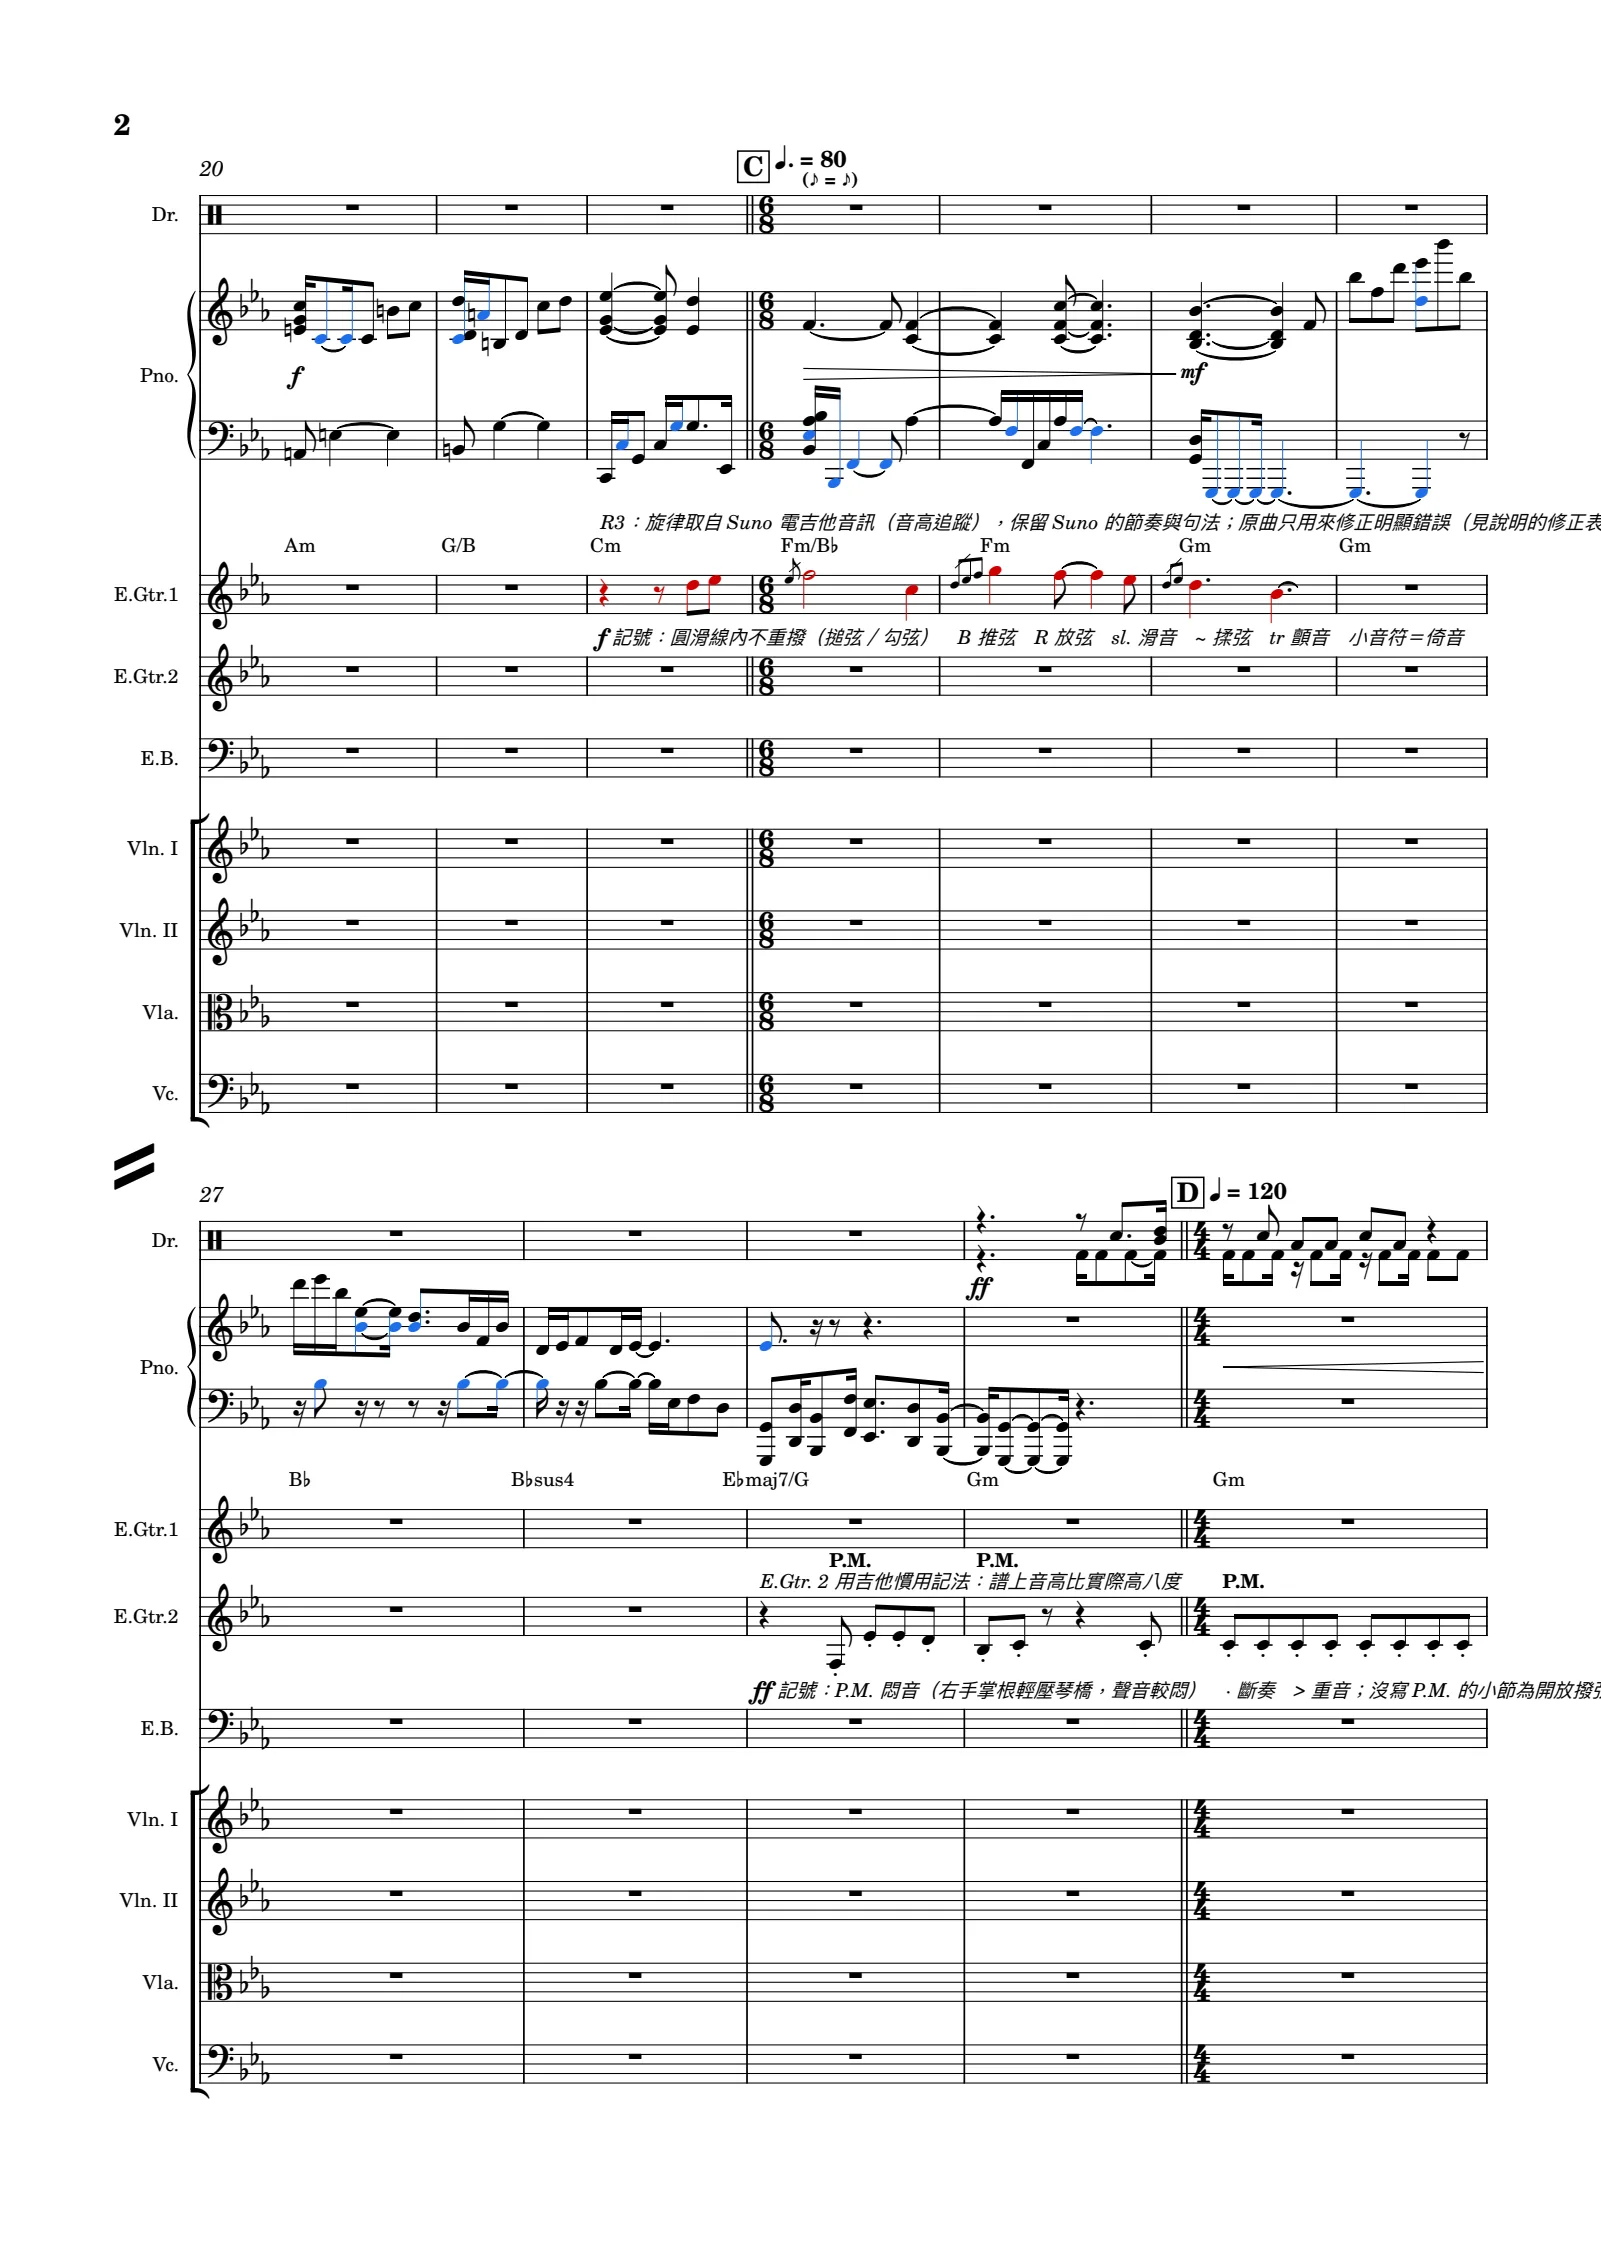 2
20
C ♩. = 80
(♪ = ♪)
Dr.
6 8
Pno.
f
mf
R3：旋律取自 Suno 電吉他音訊（音高追蹤），保留 Suno 的節奏與句法；原曲只用來修正明顯錯誤（見說明的修正表
Am G/B Cm Fm/B♭ Fm Gm Gm
E.Gtr.1
f 記號：圓滑線內不重撥（搥弦 / 勾弦） B 推弦 R 放弦 sl. 滑音 ~ 揉弦 tr 顫音 小音符＝倚音
E.Gtr.2
E.B.
Vln. I
Vln. II
Vla.
Vc.
27
D ♩ = 120
Dr.
4 4
ff
Pno.
B♭ B♭sus4 E♭maj7/G Gm Gm
E.Gtr.1
P.M. P.M.
E.Gtr. 2 用吉他慣用記法：譜上音高比實際高八度 P.M.
E.Gtr.2
ff 記號：P.M. 悶音（右手掌根輕壓琴橋，聲音較悶） · 斷奏 > 重音；沒寫 P.M. 的小節為開放撥
E.B.
Vln. I
Vln. II
Vla.
Vc.